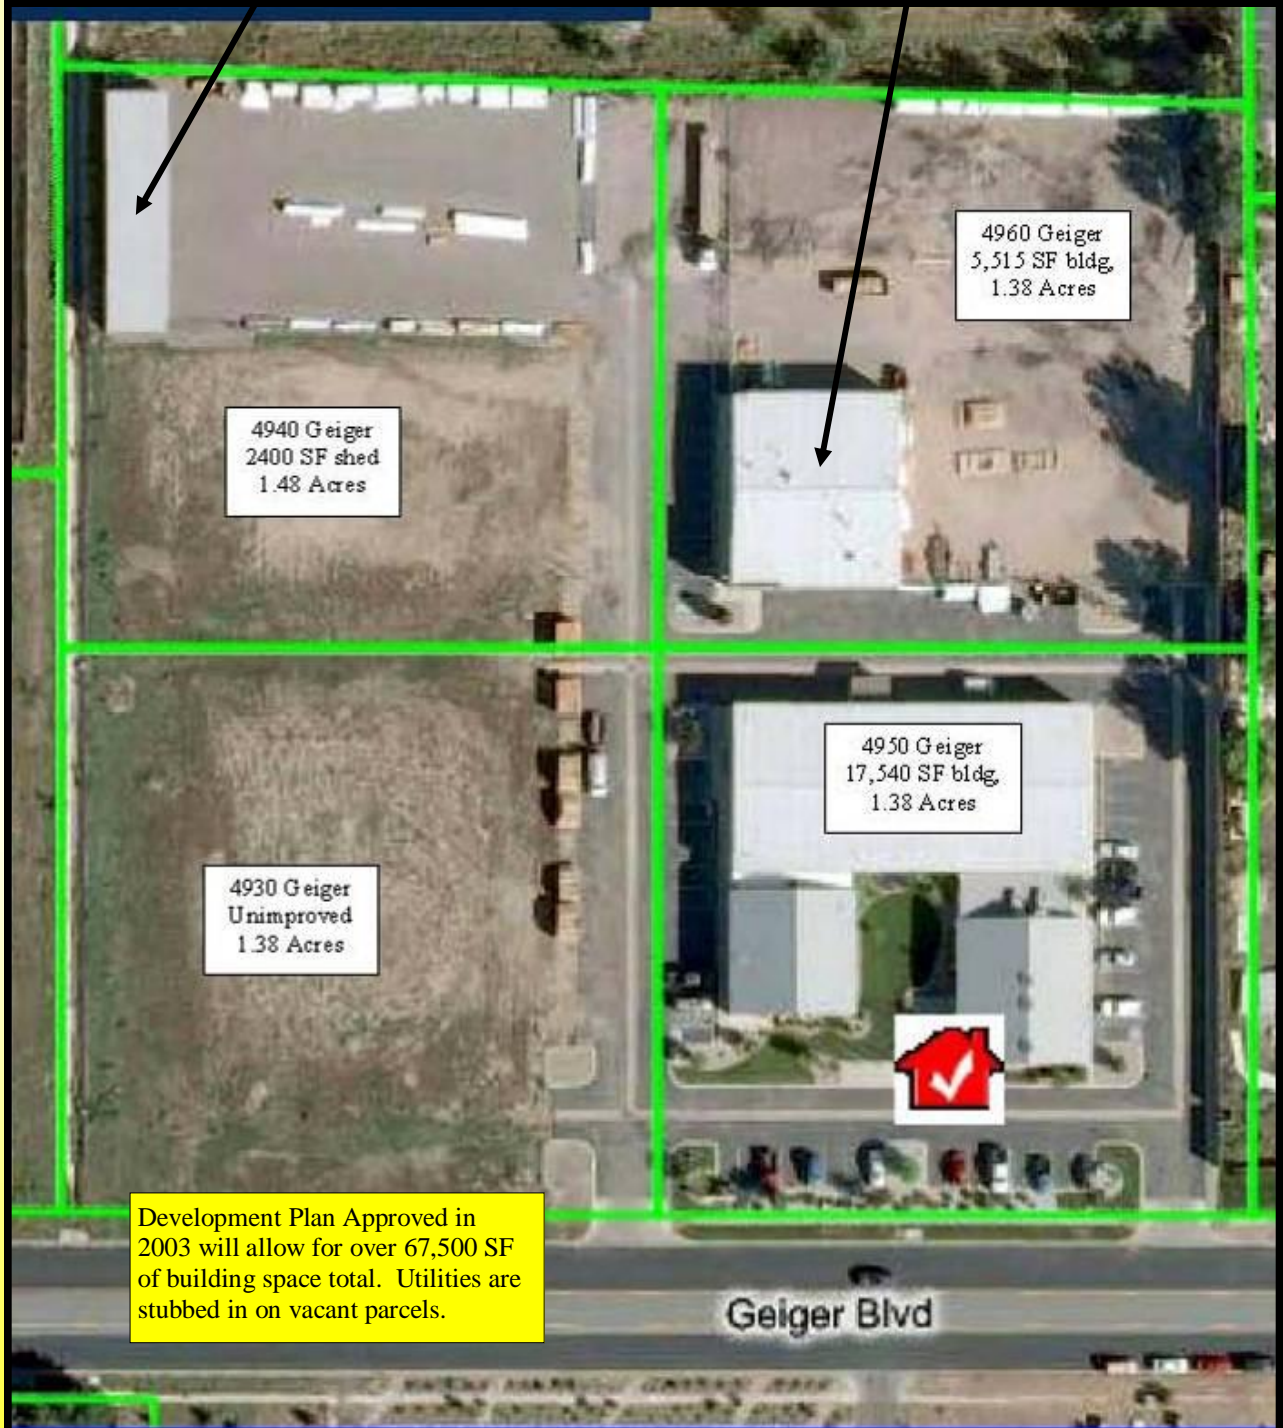 4960 Geiger
5,515 SF bldg,
1.38 Acres
4940 Geiger
2400 SF shed
1.48 Acres
4950 Geiger
17,540 SF bldg,
1.38 Acres
4930 Geiger
Unimproved
1.38 Acres
Development Plan Approved in
2003 will allow for over 67,500 SF
of building space total.  Utilities are
stubbed in on vacant parcels.
Geiger Blvd